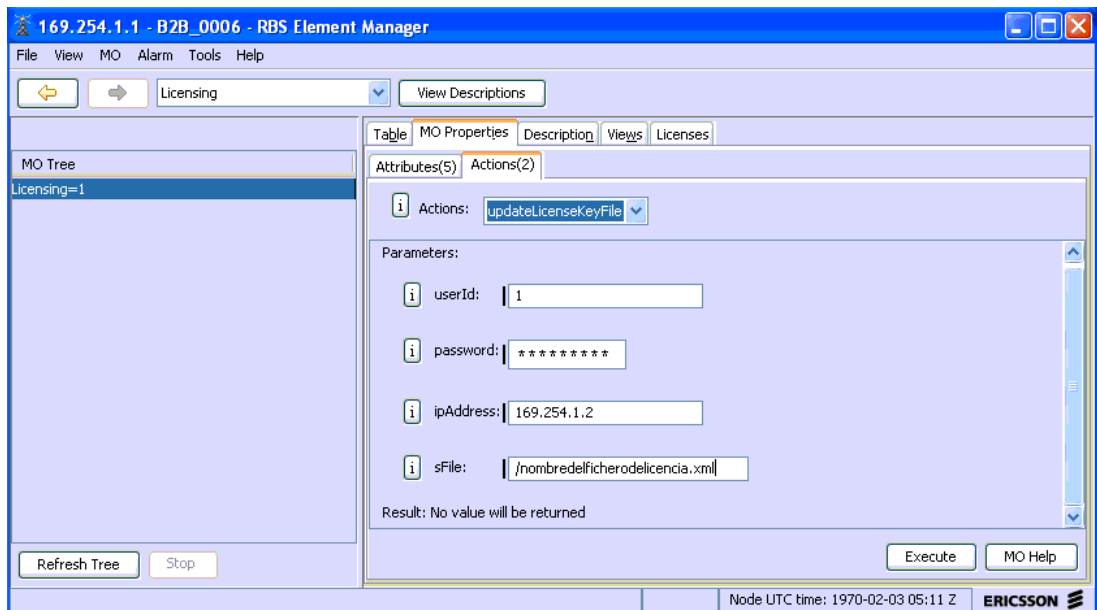 169.254.1.1 - B2B_0006 - RBS Element Manager
File View MO Alarm Tools Help
Licensing View Descriptions
Table MO Properties Description Views Licenses
MO Tree
Licensing=1
Attributes(5) Actions(2)
i Actions: updateLicenseKeyFile
Parameters:
i userId: 1
i password: *********
i ipAddress: 169.254.1.2
i sFile: /nombredelficherodelicencia.xml
Result: No value will be returned
Refresh Tree Stop
Execute MO Help
Node UTC time: 1970-02-03 05:11 Z ERICSSON